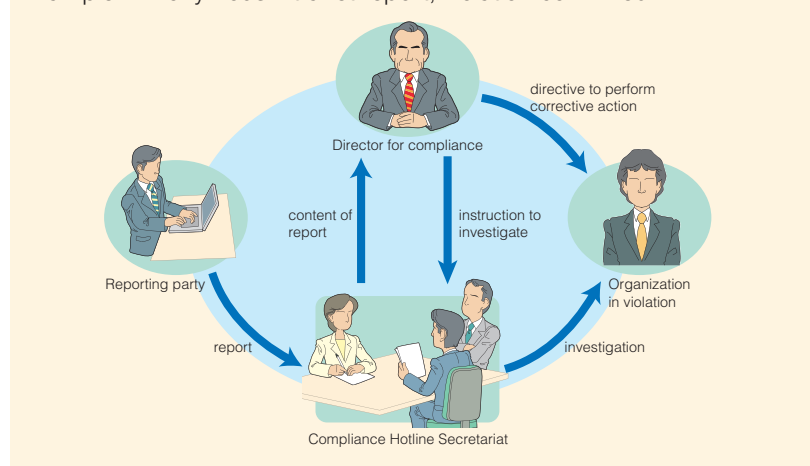 directive to perform
corrective action
Director for compliance
content of
report
instruction to
investigate
Reporting party
Organization
in violation
report
investigation
Compliance Hotline Secretariat